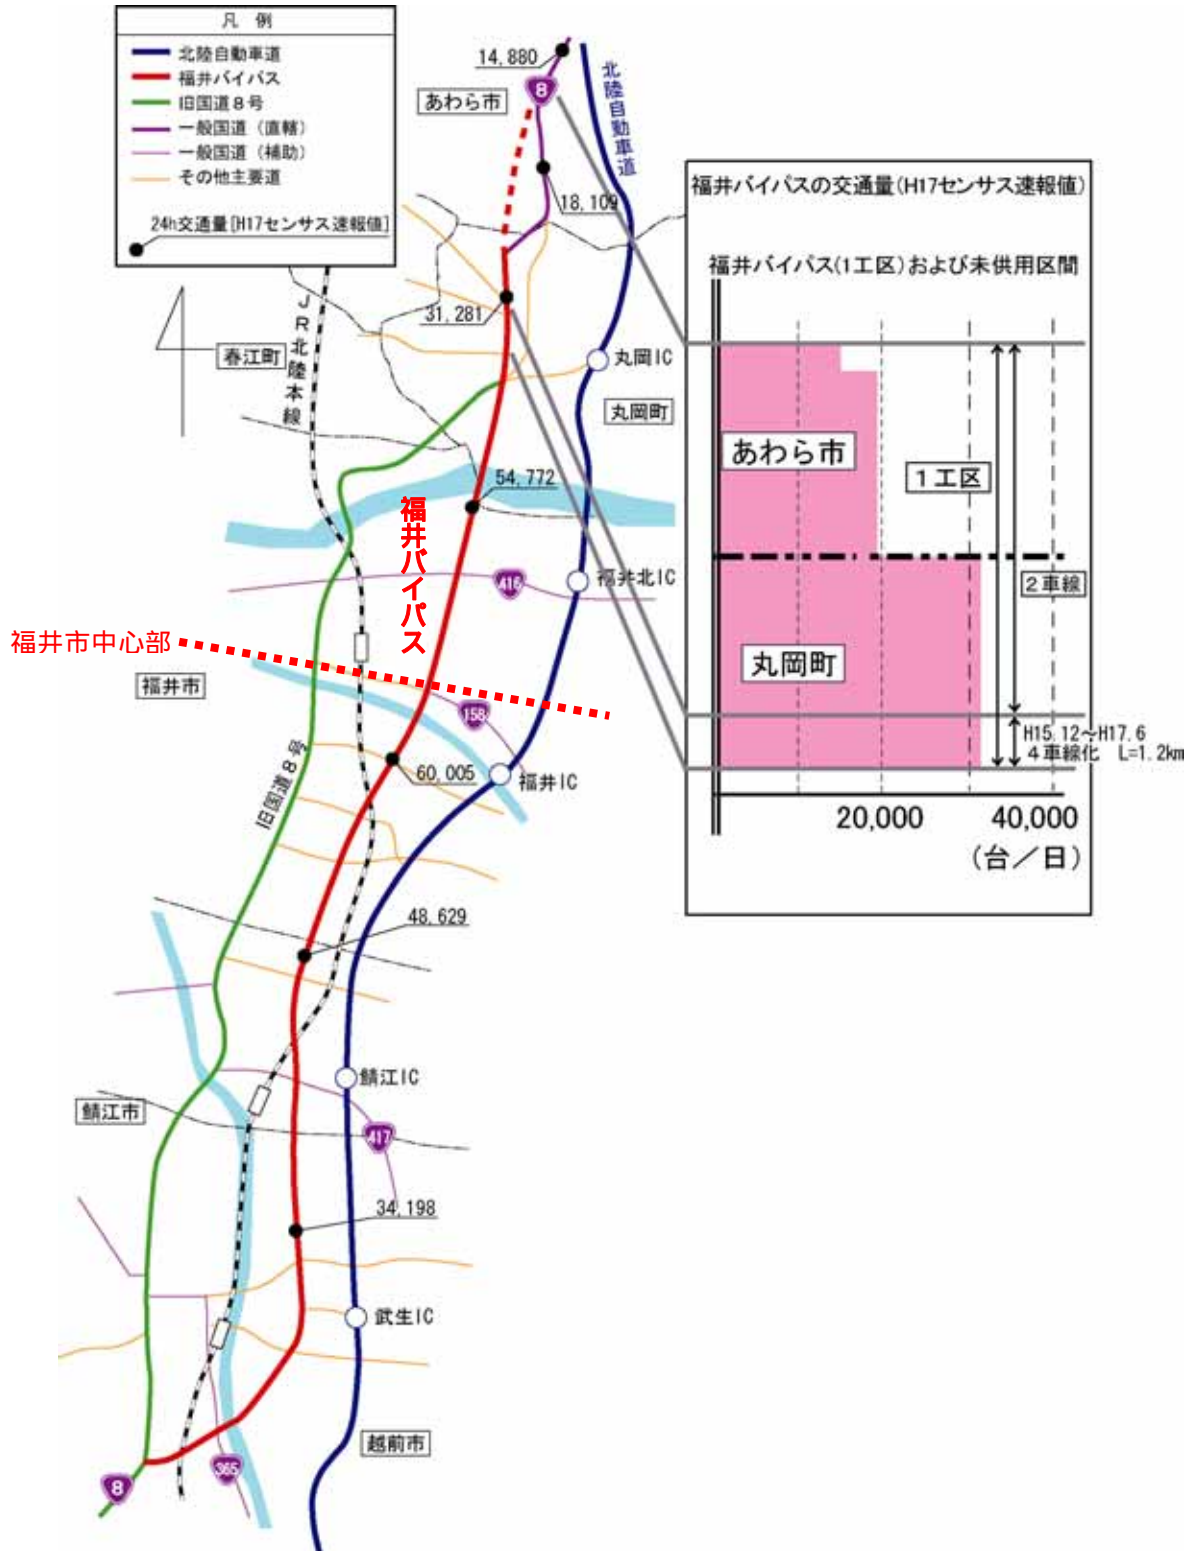 凡 例
北陸自動車道
福井バイパス
旧国道８号
一般国道（直轄）
一般国道（補助）
その他主要道
24h交通量[H17センサス速報値]
14,880
8
あわら市
北陸自動車道
18,109
31,281
春江町
JR北陸本線
丸岡IC
丸岡町
54,772
福井バイパス
416
福井北IC
福井市中心部
福井市
158
旧国道８号
60,005
福井IC
48,629
鯖江IC
鯖江市
417
34,198
武生IC
越前市
365
8
福井バイパスの交通量(H17センサス速報値)
福井バイパス(1工区)および未供用区間
あわら市
１工区
２車線
丸岡町
H15.12～H17.6
４車線化 L=1.2km
20,000
40,000
(台／日)